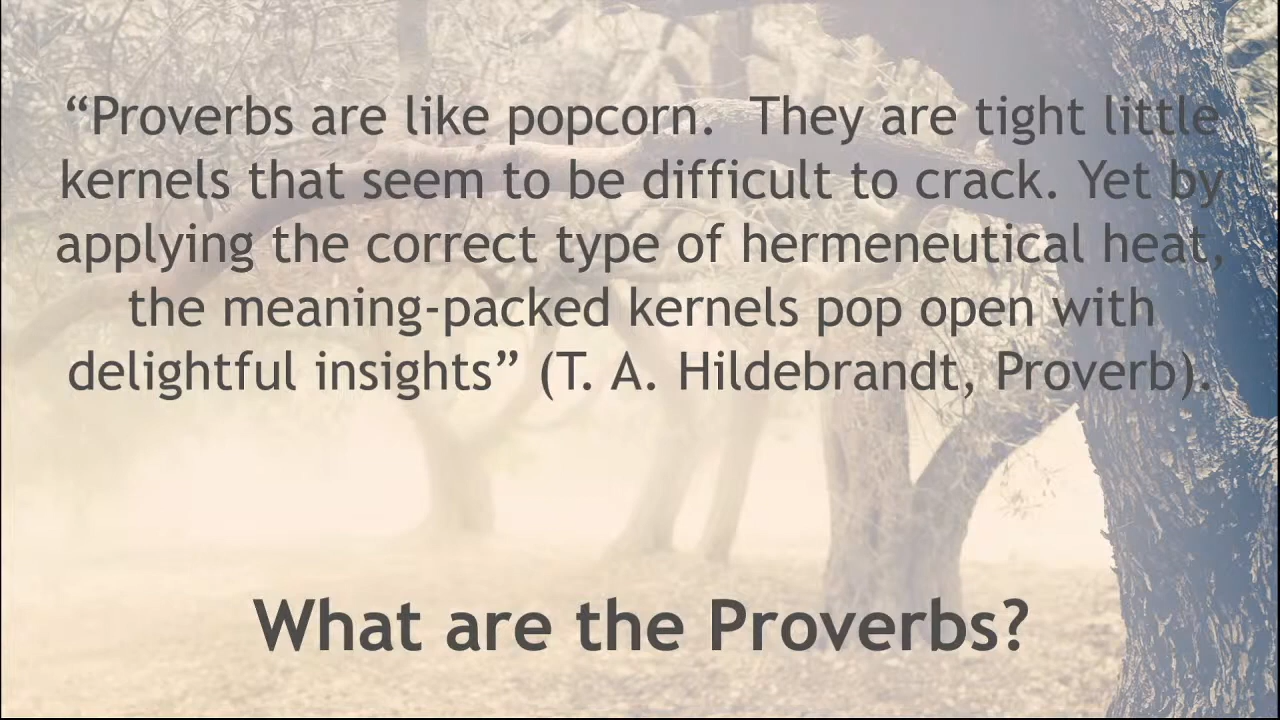 “Proverbs are like popcorn.  They are tight little
kernels that seem to be difficult to crack. Yet by
applying the correct type of hermeneutical heat,
the meaning-packed kernels pop open with
delightful insights” (T. A. Hildebrandt, Proverb).
What are the Proverbs?